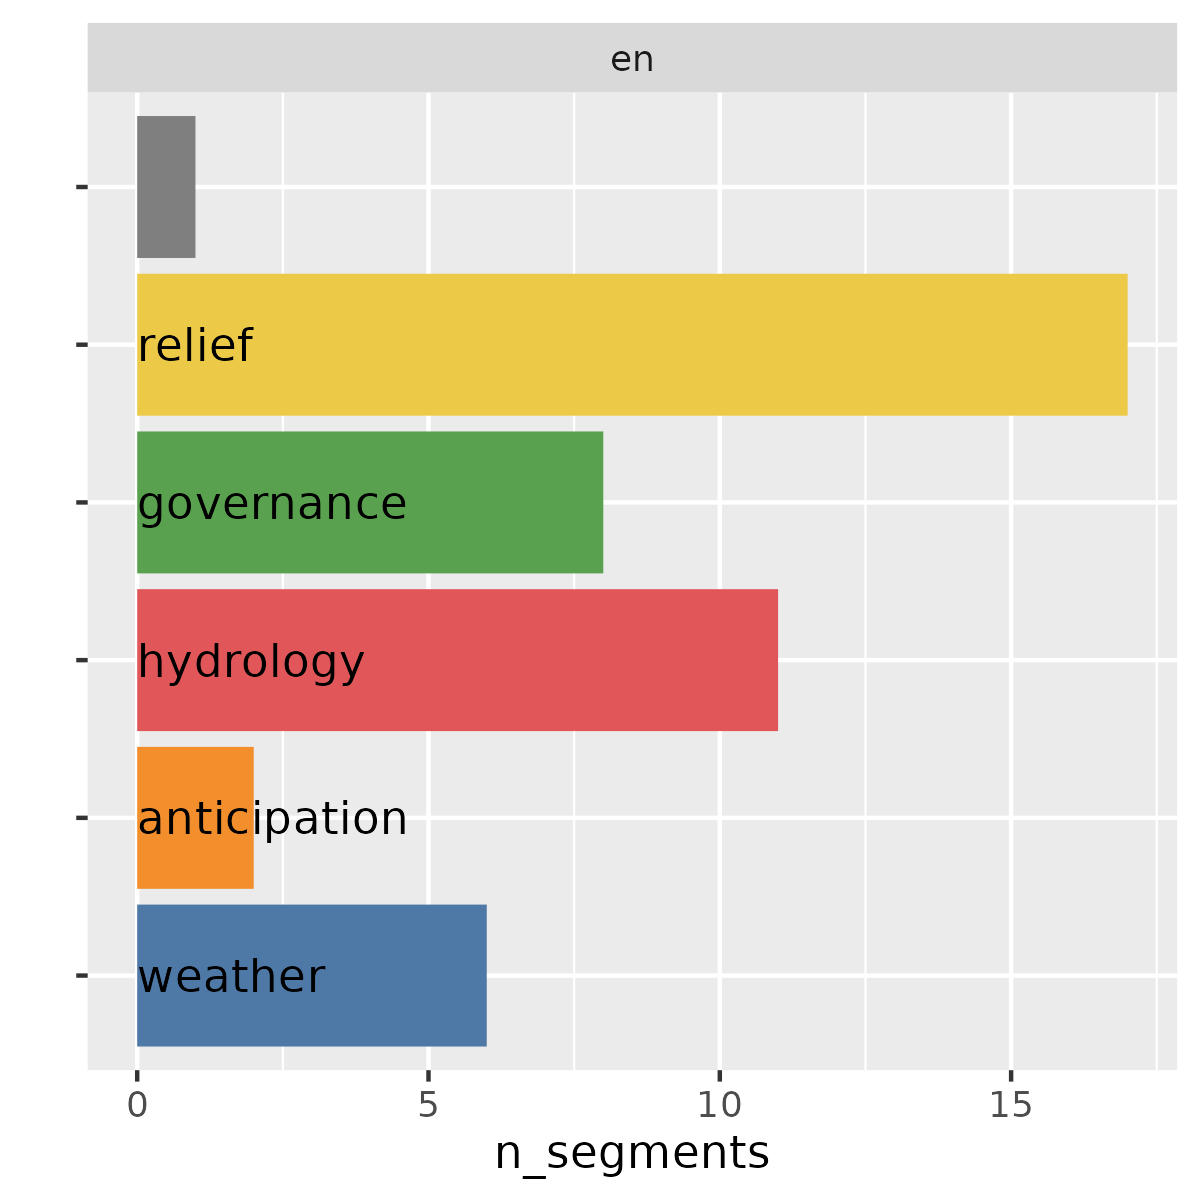 en
relief
governance
hydrology
anticipation
weather
0 5 10 15
n_segments